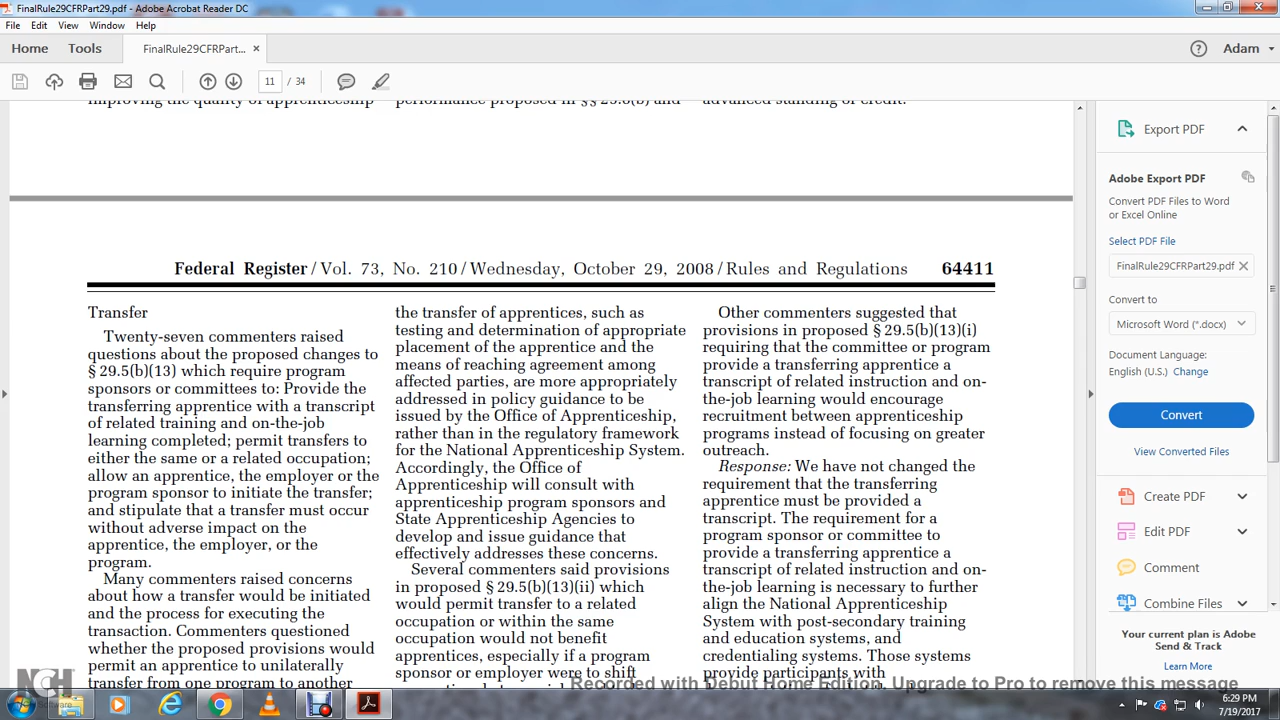 FinalRule29CFRPart29.pdf - Adobe Acrobat Reader DC
File Edit View Window Help
Home Tools FinalRule29CFRPart... × Adam
11 / 34
improving the quality of apprenticeship
performance proposed in §§ 29.6(b) and
advanced standing or credit.
Federal Register / Vol. 73, No. 210 / Wednesday, October 29, 2008 / Rules and Regulations 64411
Transfer
Twenty-seven commenters raised
questions about the proposed changes to
§ 29.5(b)(13) which require program
sponsors or committees to: Provide the
transferring apprentice with a transcript
of related training and on-the-job
learning completed; permit transfers to
either the same or a related occupation;
allow an apprentice, the employer or the
program sponsor to initiate the transfer;
and stipulate that a transfer must occur
without adverse impact on the
apprentice, the employer, or the
program.
Many commenters raised concerns
about how a transfer would be initiated
and the process for executing the
transaction. Commenters questioned
whether the proposed provisions would
permit an apprentice to unilaterally
transfer from one program to another
the transfer of apprentices, such as
testing and determination of appropriate
placement of the apprentice and the
means of reaching agreement among
affected parties, are more appropriately
addressed in policy guidance to be
issued by the Office of Apprenticeship,
rather than in the regulatory framework
for the National Apprenticeship System.
Accordingly, the Office of
Apprenticeship will consult with
apprenticeship program sponsors and
State Apprenticeship Agencies to
develop and issue guidance that
effectively addresses these concerns.
Several commenters said provisions
in proposed § 29.5(b)(13)(ii) which
would permit transfer to a related
occupation or within the same
occupation would not benefit
apprentices, especially if a program
sponsor or employer were to shift
Other commenters suggested that
provisions in proposed § 29.5(b)(13)(i)
requiring that the committee or program
provide a transferring apprentice a
transcript of related instruction and on-
the-job learning would encourage
recruitment between apprenticeship
programs instead of focusing on greater
outreach.
Response: We have not changed the
requirement that the transferring
apprentice must be provided a
transcript. The requirement for a
program sponsor or committee to
provide a transferring apprentice a
transcript of related instruction and on-
the-job learning is necessary to further
align the National Apprenticeship
System with post-secondary training
and education systems, and
credentialing systems. Those systems
provide participants with
Export PDF
Adobe Export PDF
Convert PDF Files to Word
or Excel Online
Select PDF File
FinalRule29CFRPart29.pdf ×
Convert to
Microsoft Word (*.docx)
Document Language:
English (U.S.) Change
Convert
View Converted Files
Create PDF
Edit PDF
Comment
Combine Files
Your current plan is Adobe
Send & Track
Learn More
Recorded with Debut Home Edition. Upgrade to Pro to remove this message
NCH Software
6:29 PM
7/19/2017